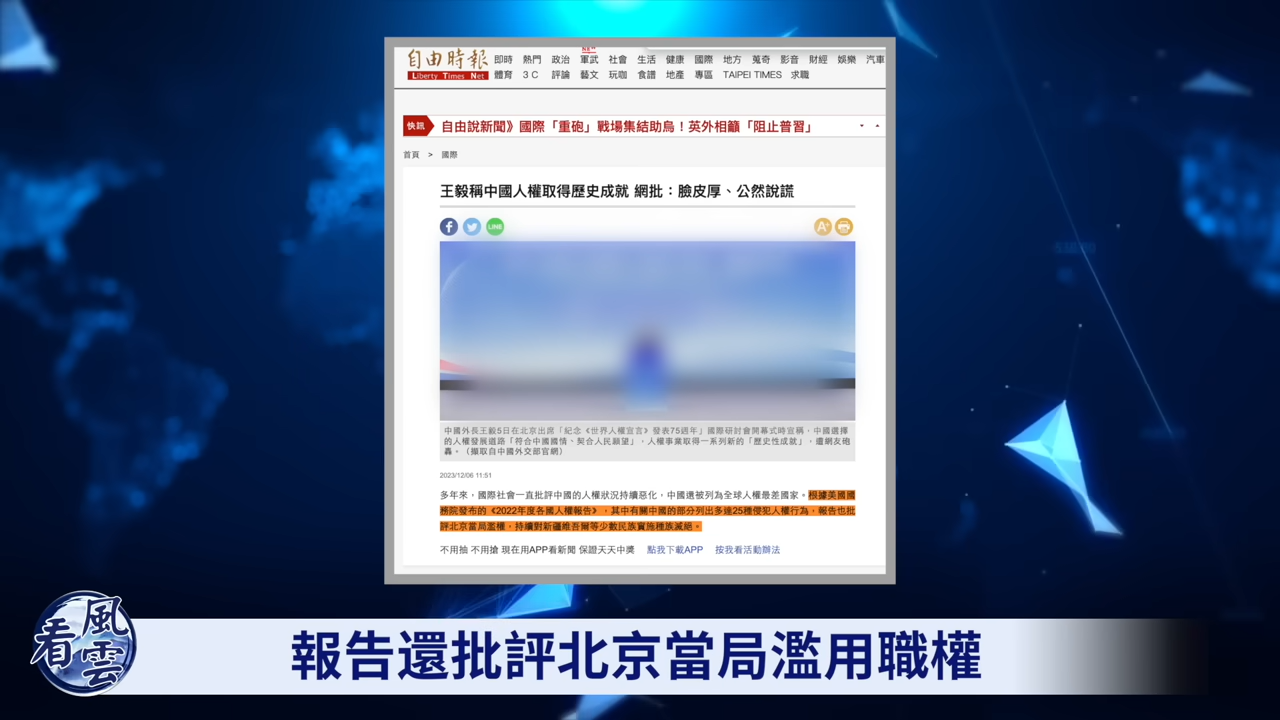 自由時報
Liberty Times Net
即時 熱門 政治 軍武 社會 生活 健康 國際 地方 蒐奇 影音 財經 娛樂 汽車
NEW
體育 3 C 評論 藝文 玩咖 食譜 地產 專區 TAIPEI TIMES 求職
快訊 自由說新聞》國際「重砲」戰場集結助烏！英外相籲「阻止普習」
首頁 > 國際
王毅稱中國人權取得歷史成就 網批：臉皮厚、公然說謊
LINE
A+
中國外長王毅5日在北京出席「紀念《世界人權宣言》發表75週年」國際研討會開幕式時宣稱，中國選擇
的人權發展道路「符合中國國情、契合人民願望」，人權事業取得一系列新的「歷史性成就」，遭網友砲
轟。（擷取自中國外交部官網）
2023/12/06 11:51
多年來，國際社會一直批評中國的人權狀況持續惡化，中國還被列為全球人權最差國家。根據美國國
務院發布的《2022年度各國人權報告》，其中有關中國的部分列出多達25種侵犯人權行為，報告也批
評北京當局濫權，持續對新疆維吾爾等少數民族實施種族滅絕。
不用抽 不用搶 現在用APP看新聞 保證天天中獎 點我下載APP 按我看活動辦法
風雲
看
報告還批評北京當局濫用職權